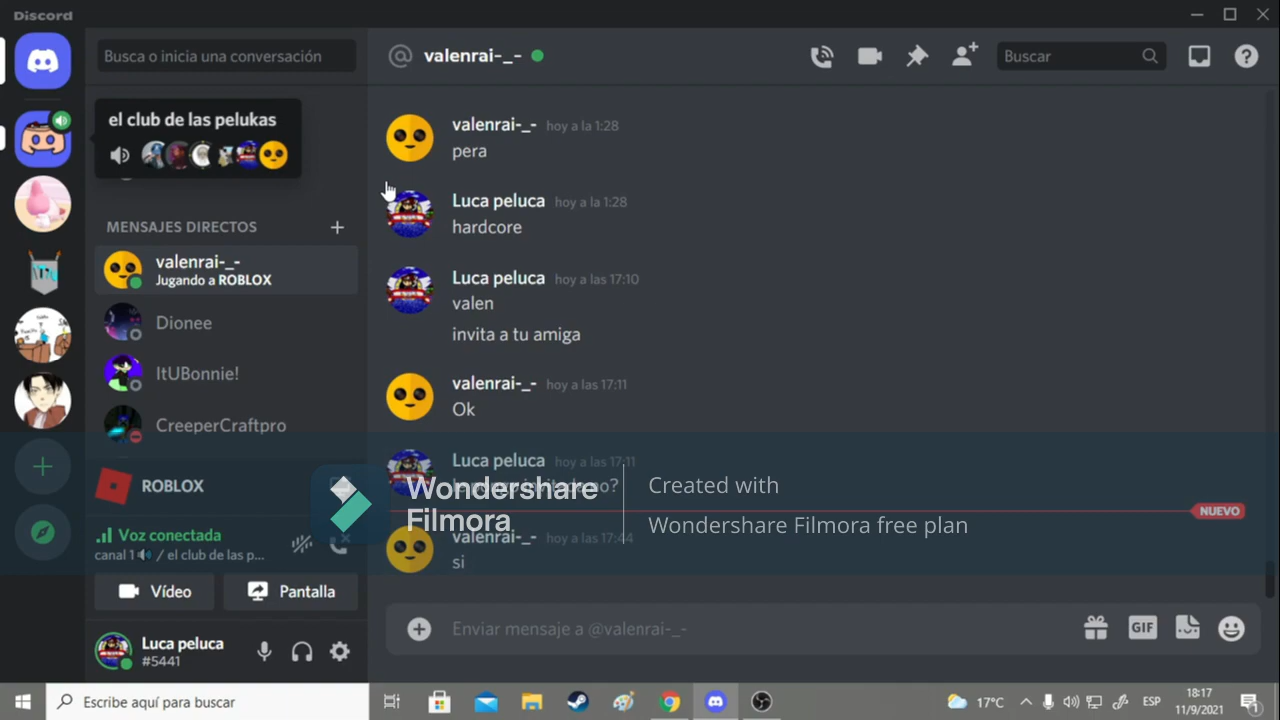 Discord
Busca o inicia una conversación
valenrai-_-
Buscar
el club de las pelukas
MENSAJES DIRECTOS
valenrai-_-
Jugando a ROBLOX
Dionee
ItUBonnie!
CreeperCraftpro
ROBLOX
Voz conectada
canal 1 / el club de las p...
Vídeo
Pantalla
Luca peluca
#5441
valenrai-_- hoy a la 1:28
pera
Luca peluca hoy a la 1:28
hardcore
Luca peluca hoy a las 17:10
valen
invita a tu amiga
valenrai-_- hoy a las 17:11
Ok
Luca peluca hoy a las 17:11
no?
NUEVO
valenrai-_- hoy a las 17:44
si
Wondershare
Filmora
Created with
Wondershare Filmora free plan
Enviar mensaje a @valenrai-_-
GIF
Escribe aquí para buscar
17°C
ESP
18:17
11/9/2021
1